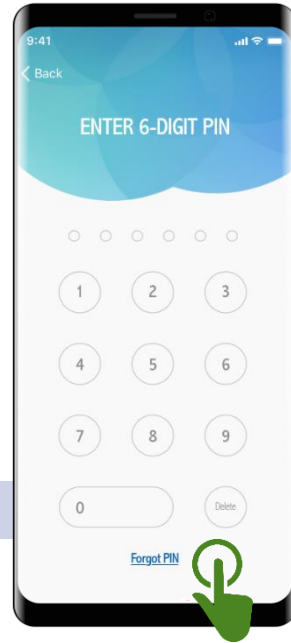 9:41
Back
ENTER 6-DIGIT PIN
1 2 3
4 5 6
7 8 9
0 Delete
Forgot PIN